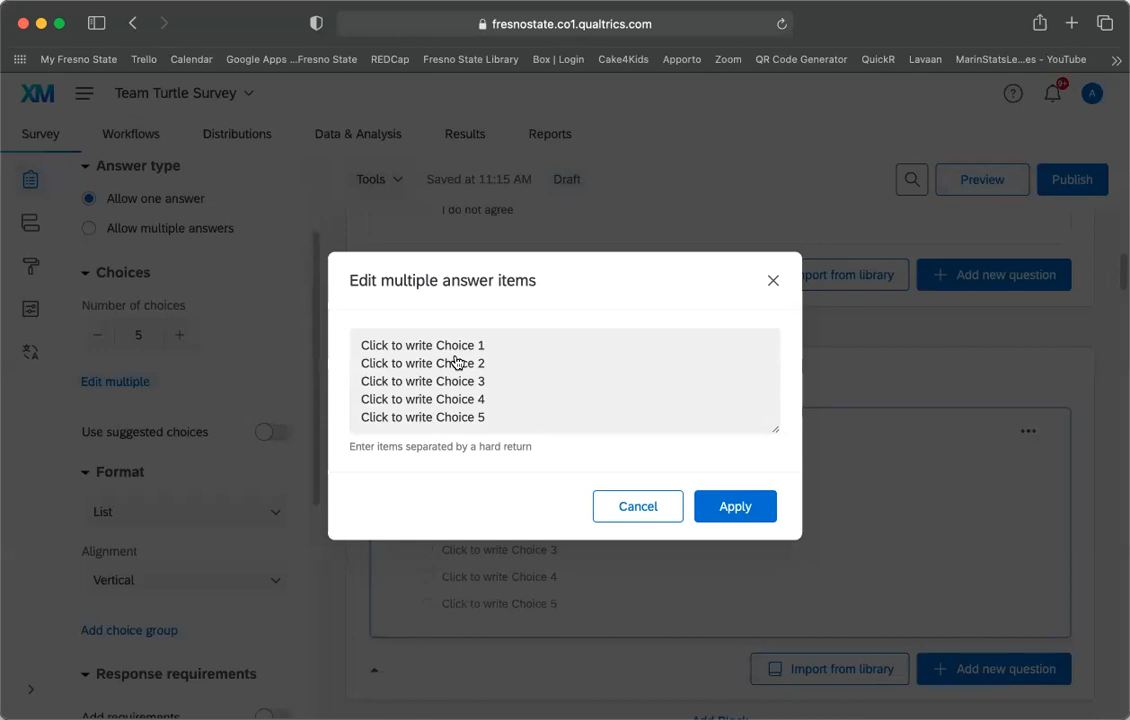 fresnostate.co1.qualtrics.com
My Fresno State Trello Calendar Google Apps ...Fresno State REDCap Fresno State Library Box | Login Cake4Kids Apporto Zoom QR Code Generator QuickR Lavaan MarinStatsLe...es - YouTube
XM Team Turtle Survey 9+ A
Survey Workflows Distributions Data & Analysis Results Reports
Answer type
Allow one answer
Allow multiple answers
Choices
Number of choices
5
Edit multiple
Use suggested choices
Format
List
Alignment
Vertical
Add choice group
Response requirements
Add requirements
Tools Saved at 11:15 AM Draft Preview Publish
I do not agree
port from library Add new question
Edit multiple answer items
Click to write Choice 1
Click to write Choice 2
Click to write Choice 3
Click to write Choice 4
Click to write Choice 5
Enter items separated by a hard return
Cancel Apply
Click to write Choice 3
Click to write Choice 4
Click to write Choice 5
Import from library Add new question
Add Block